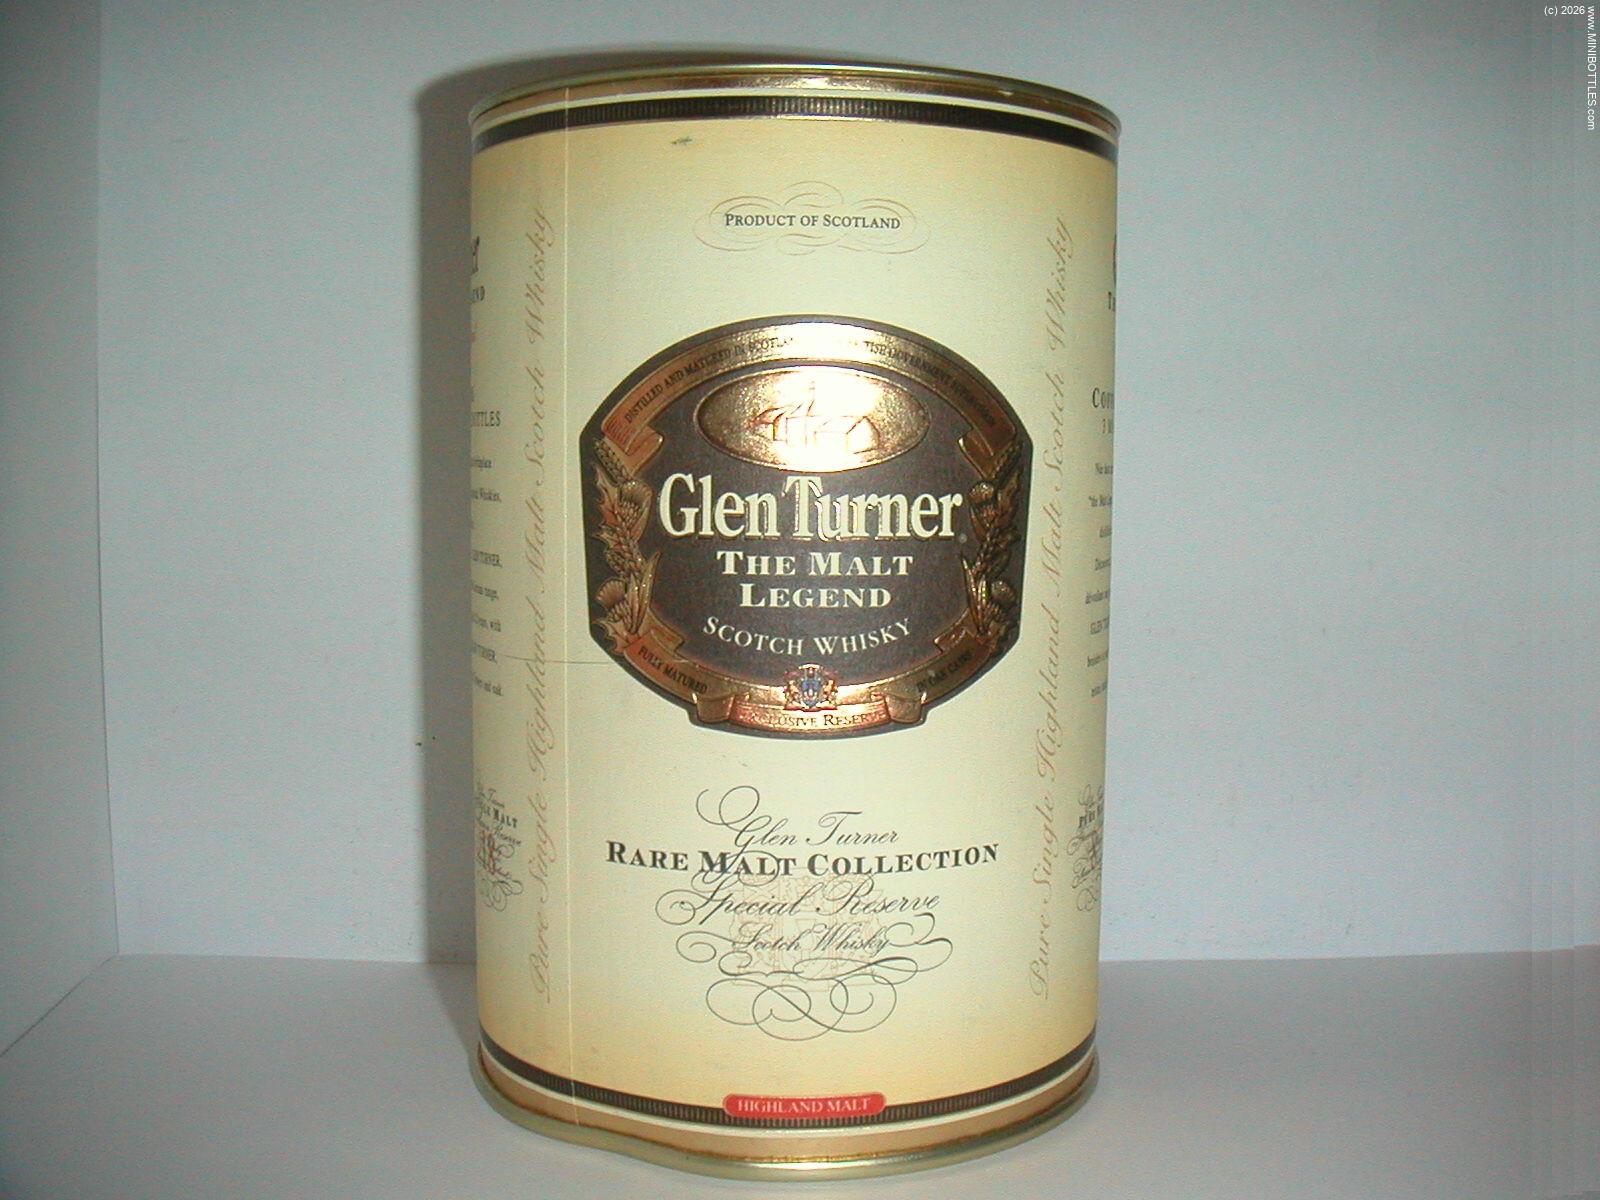 (c) 2026 www.MINIBOTTLES.com
PRODUCT OF SCOTLAND
DISTILLED AND MATURED IN SCOTLAND
GOVERNMENT SUPERVISION
Glen Turner
THE MALT
LEGEND
SCOTCH WHISKY
FULLY MATURED
IN OAK CASKS
EXCLUSIVE RESERVE
Glen Turner
RARE MALT COLLECTION
Special Reserve
Scotch Whisky
HIGHLAND MALT
Pure Single Highland Malt Scotch Whisky
Pure Single Highland Malt Scotch Whisky